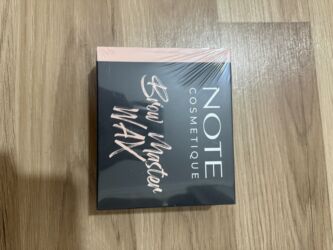 NOTE
COSMETIQUE
Brow Master
WAX